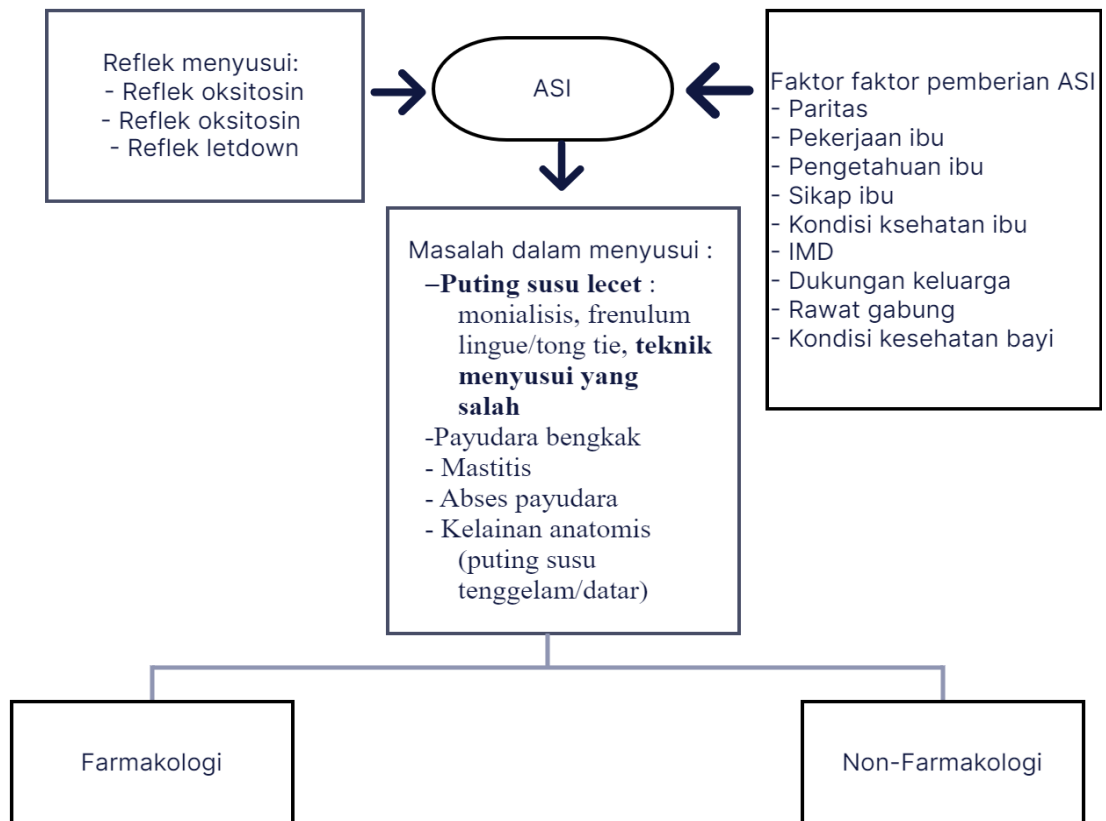 Reflek menyusui:
- Reflek oksitosin
- Reflek oksitosin
- Reflek letdown
ASI
Faktor faktor pemberian ASI
- Paritas
- Pekerjaan ibu
- Pengetahuan ibu
- Sikap ibu
- Kondisi ksehatan ibu
- IMD
- Dukungan keluarga
- Rawat gabung
- Kondisi kesehatan bayi
Masalah dalam menyusui :
–Puting susu lecet :
monialisis, frenulum
lingue/tong tie, teknik
menyusui yang
salah
-Payudara bengkak
- Mastitis
- Abses payudara
- Kelainan anatomis
(puting susu
tenggelam/datar)
Farmakologi
Non-Farmakologi